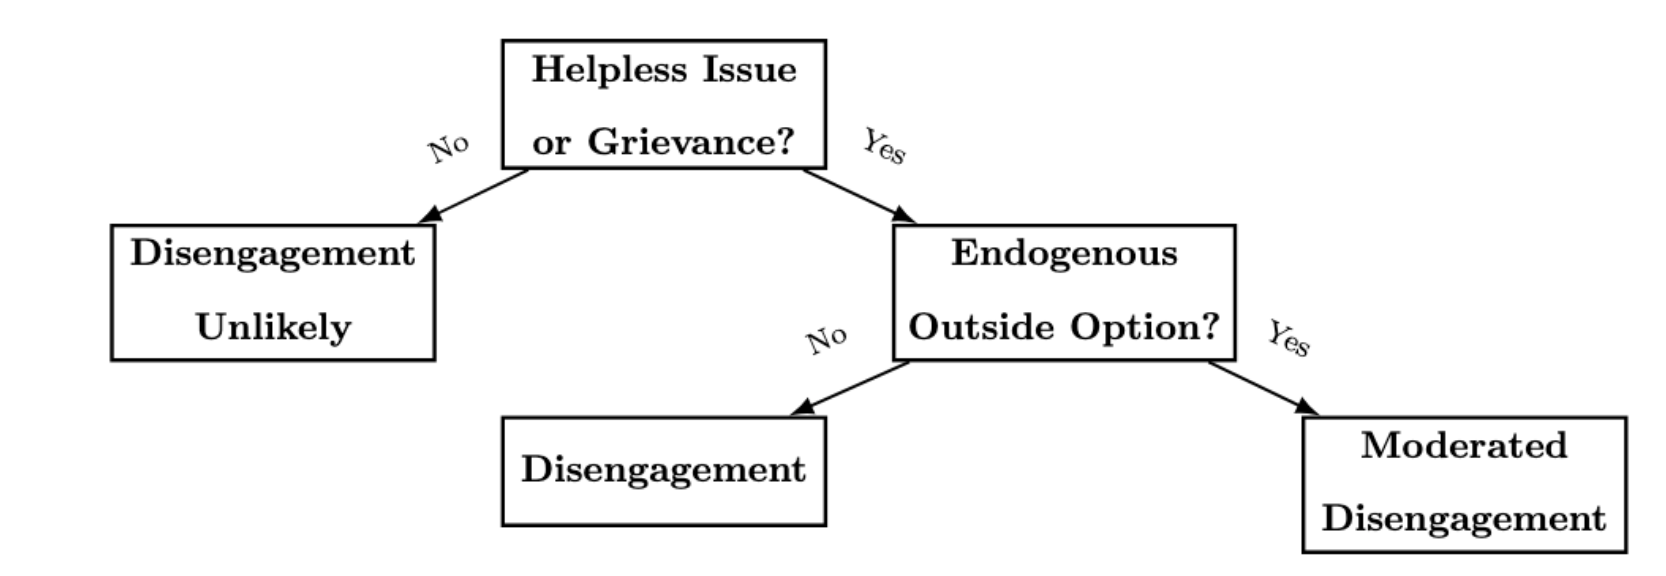 Helpless Issue
or Grievance?
No
Yes
Disengagement
Unlikely
Endogenous
Outside Option?
No
Yes
Disengagement
Moderated
Disengagement